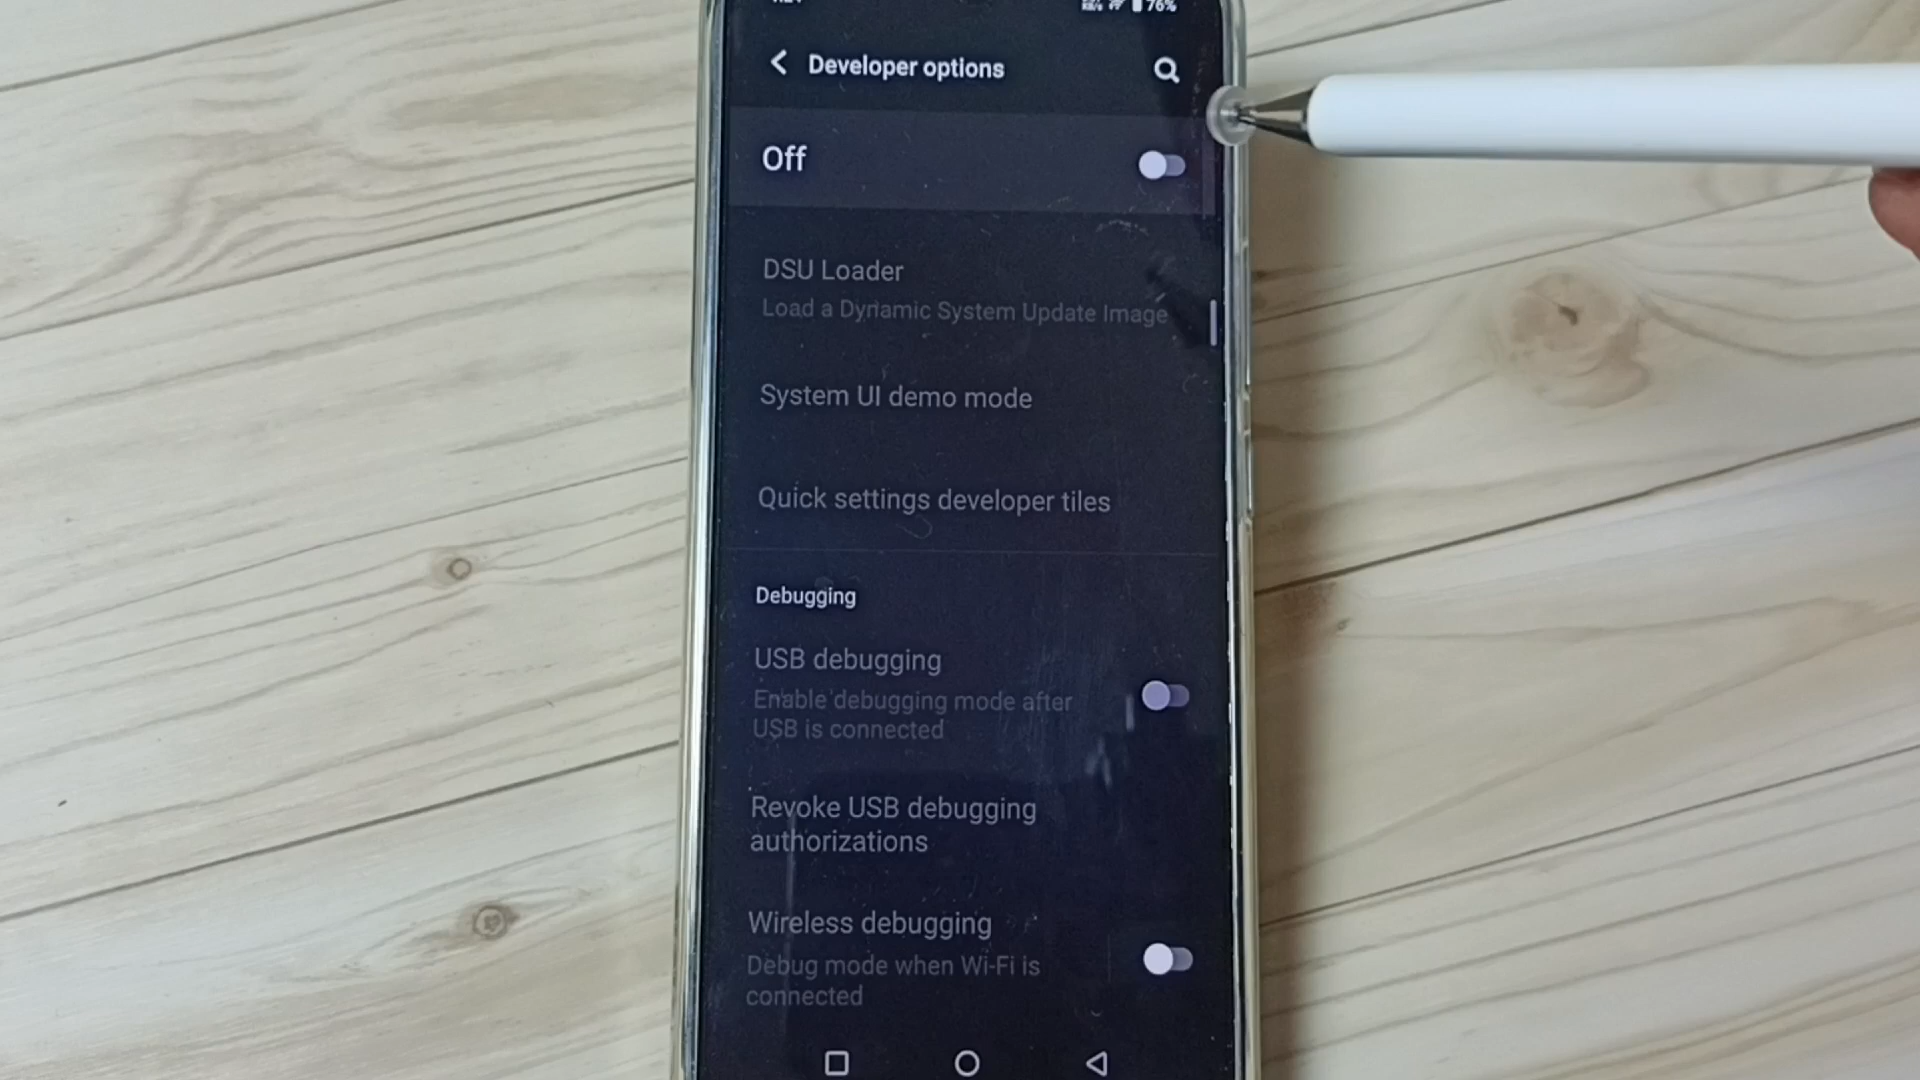 76%
Developer options
Off
DSU Loader
Load a Dynamic System Update Image
System UI demo mode
Quick settings developer tiles
Debugging
USB debugging
Enable debugging mode after
USB is connected
Revoke USB debugging
authorizations
Wireless debugging
Debug mode when Wi-Fi is
connected